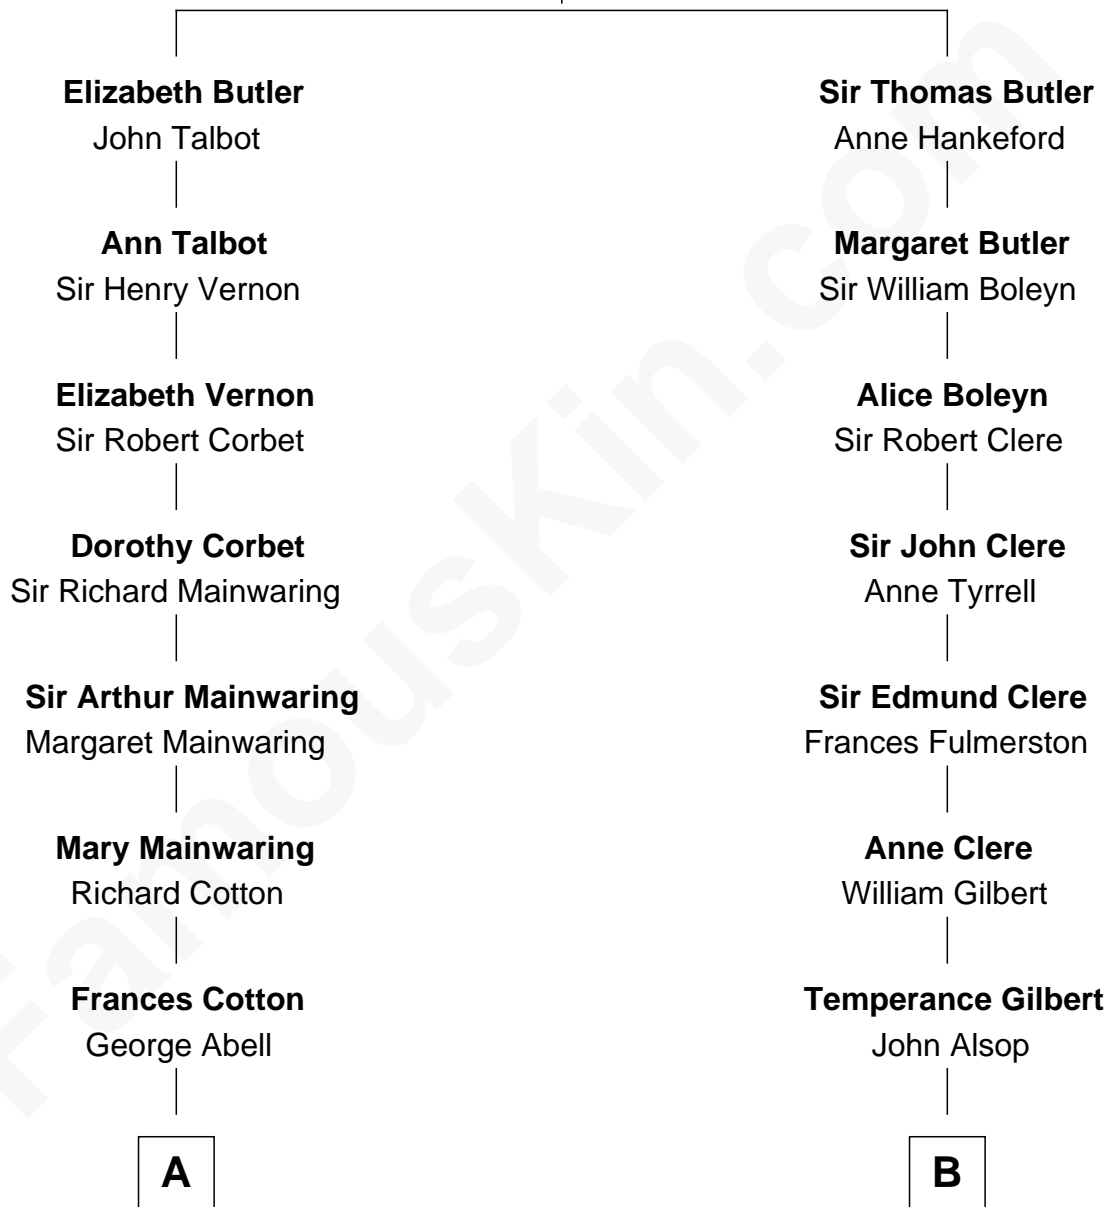 Elizabeth Butler
John Talbot
Ann Talbot
Sir Henry Vernon
Elizabeth Vernon
Sir Robert Corbet
Dorothy Corbet
Sir Richard Mainwaring
Sir Arthur Mainwaring
Margaret Mainwaring
Mary Mainwaring
Richard Cotton
Frances Cotton
George Abell
A
Sir Thomas Butler
Anne Hankeford
Margaret Butler
Sir William Boleyn
Alice Boleyn
Sir Robert Clere
Sir John Clere
Anne Tyrrell
Sir Edmund Clere
Frances Fulmerston
Anne Clere
William Gilbert
Temperance Gilbert
John Alsop
B
FamousKin.com